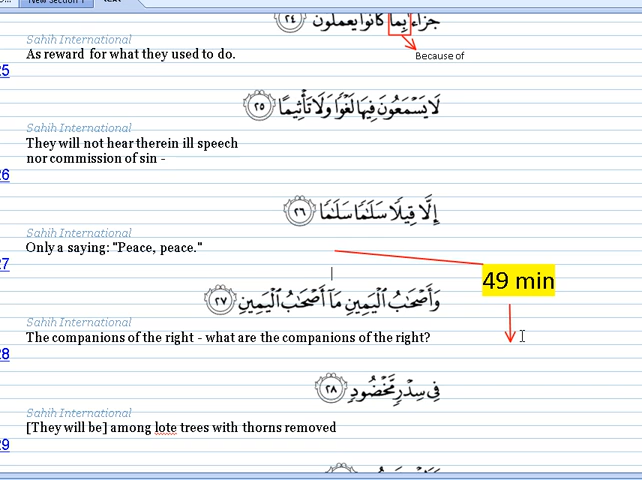 New Section 1
جَزَآءًۢ بِمَا كَانُوا۟ يَعْمَلُونَ ٢٤
Sahih International
As reward for what they used to do.
Because of
25
لَا يَسْمَعُونَ فِيهَا لَغْوًا وَلَا تَأْثِيمًا ٢٥
Sahih International
They will not hear therein ill speech
nor commission of sin -
26
إِلَّا قِيلًا سَلَٰمًا سَلَٰمًا ٢٦
Sahih International
Only a saying: "Peace, peace."
27
49 min
وَأَصْحَٰبُ ٱلْيَمِينِ مَآ أَصْحَٰبُ ٱلْيَمِينِ ٢٧
Sahih International
The companions of the right - what are the companions of the right?
28
فِى سِدْرٍ مَّخْضُودٍ ٢٨
Sahih International
[They will be] among lote trees with thorns removed
29